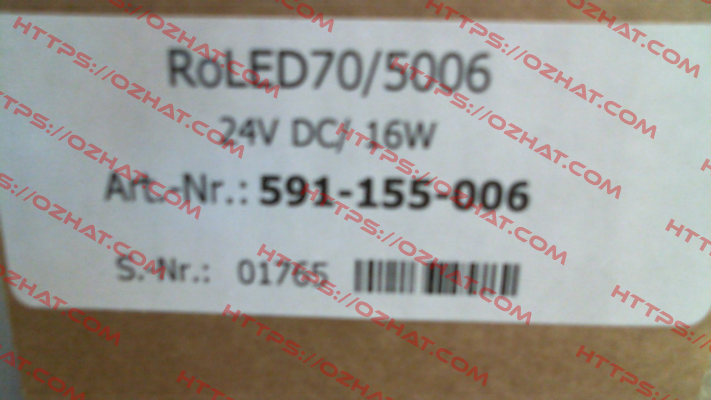 RoLED70/5006
24V DC/ 16W
Art.-Nr.: 591-155-006
S.-Nr.: 01765
HTTPS://OZHAT.COM